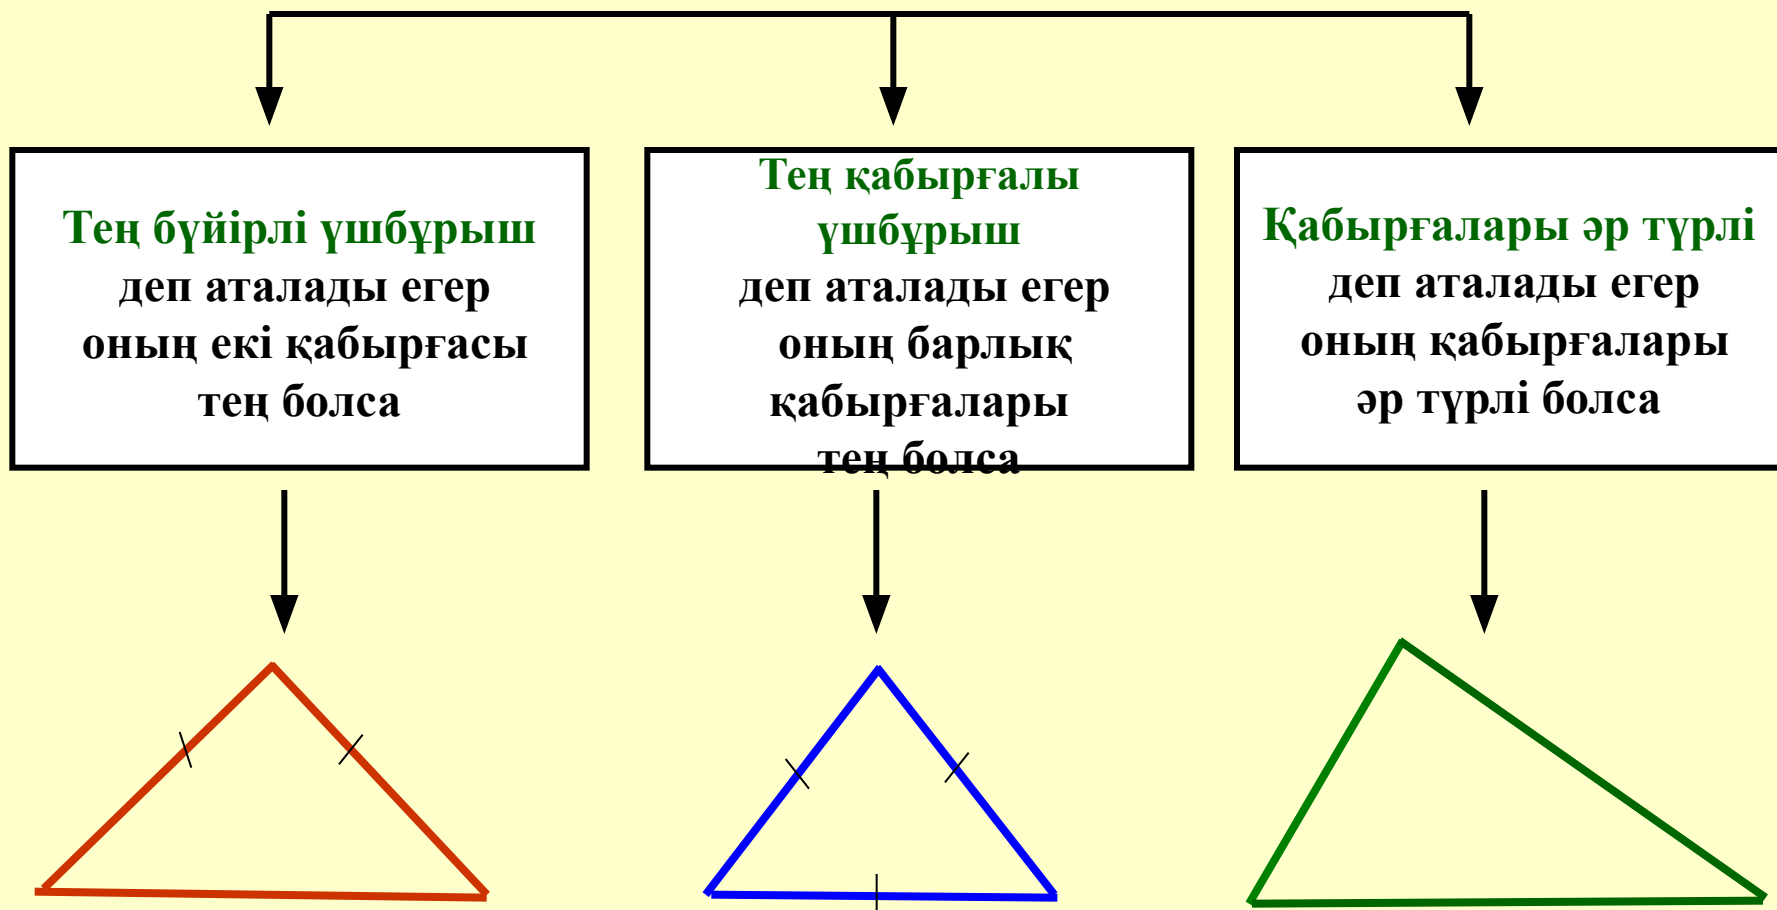 Тең бүйірлі үшбұрыш
деп аталады егер
оның екі қабырғасы
тең болса
Тең қабырғалы
үшбұрыш
деп аталады егер
оның барлық
қабырғалары
тең болса
Қабырғалары әр түрлі
деп аталады егер
оның қабырғалары
әр түрлі болса